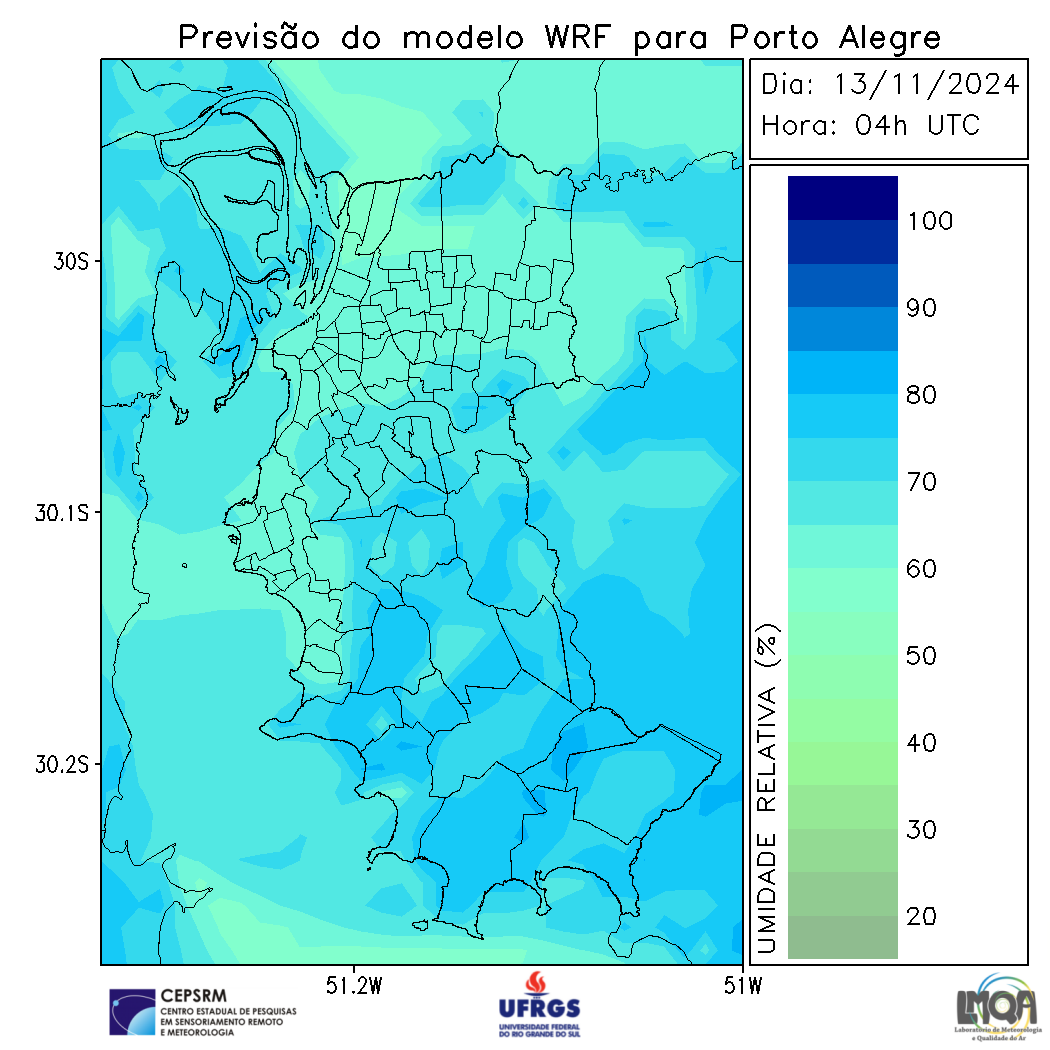 Previsão do modelo WRF para Porto Alegre
Dia: 13/11/2024
Hora: 04h UTC
30S
30.1S
30.2S
51.2W
51W
100
90
80
70
60
50
40
30
20
UMIDADE RELATIVA (%)
CEPSRM
CENTRO ESTADUAL DE PESQUISAS
EM SENSORIAMENTO REMOTO
E METEOROLOGIA
UFRGS
UNIVERSIDADE FEDERAL
DO RIO GRANDE DO SUL
LMQA
Laboratório de Meteorologia
e Qualidade do Ar